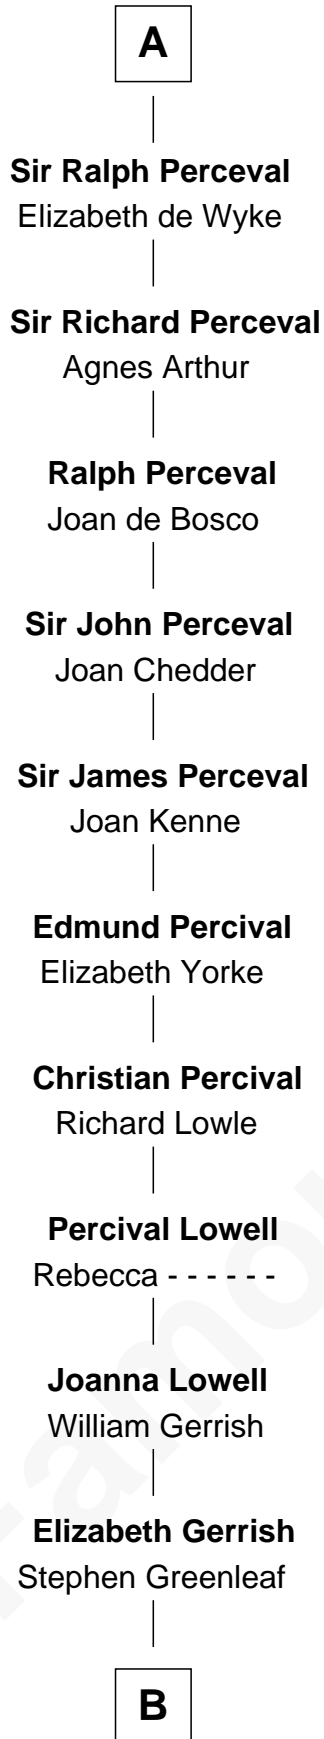 A
Sir Ralph Perceval
Elizabeth de Wyke
Sir Richard Perceval
Agnes Arthur
Ralph Perceval
Joan de Bosco
Sir John Perceval
Joan Chedder
Sir James Perceval
Joan Kenne
Edmund Percival
Elizabeth Yorke
Christian Percival
Richard Lowle
Percival Lowell
Rebecca - - - - - -
Joanna Lowell
William Gerrish
Elizabeth Gerrish
Stephen Greenleaf
B